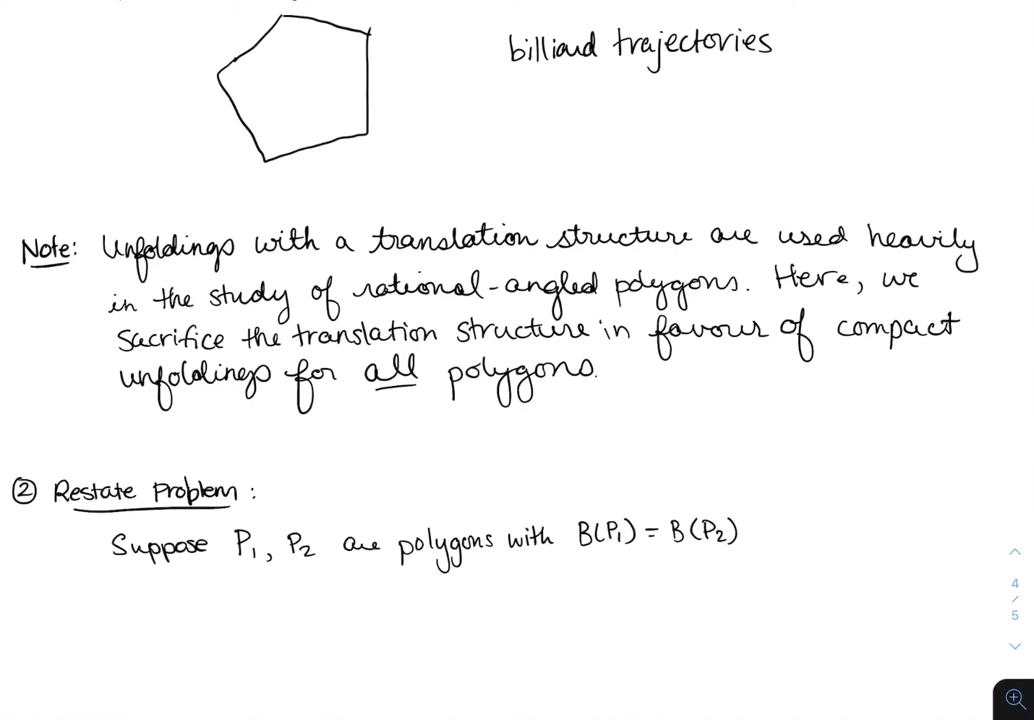 billiard trajectories
Note: Unfoldings with a translation structure are used heavily
in the study of rational-angled polygons. Here, we
sacrifice the translation structure in favour of compact
unfoldings for all polygons.
② Restate Problem:
Suppose P₁, P₂ are polygons with B(P₁) = B(P₂)
4
/
5